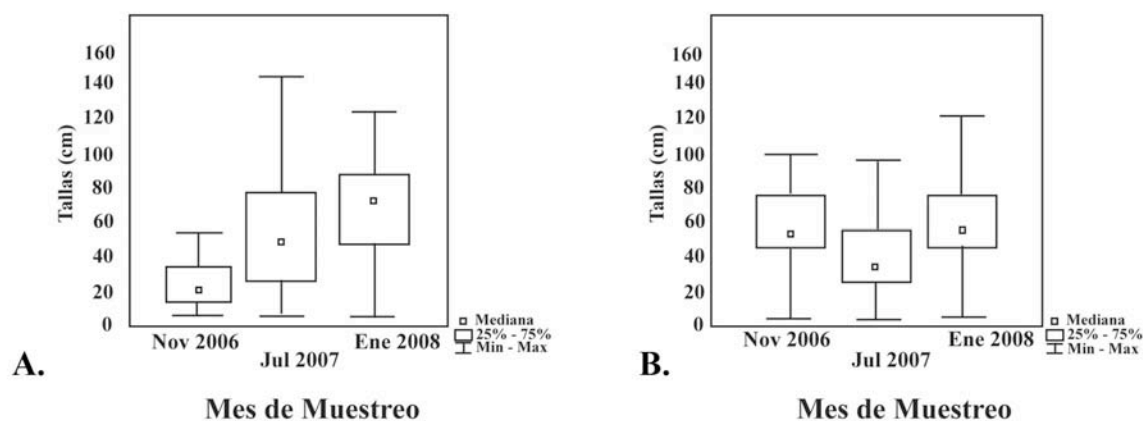 160
140
120
100
80
60
40
20
0
Tallas (cm)
Nov 2006
Jul 2007
Ene 2008
Mediana
25% - 75%
Min - Max
A.
Mes de Muestreo
160
140
120
100
80
60
40
20
0
Tallas (cm)
Nov 2006
Jul 2007
Ene 2008
Mediana
25% - 75%
Min - Max
B.
Mes de Muestreo